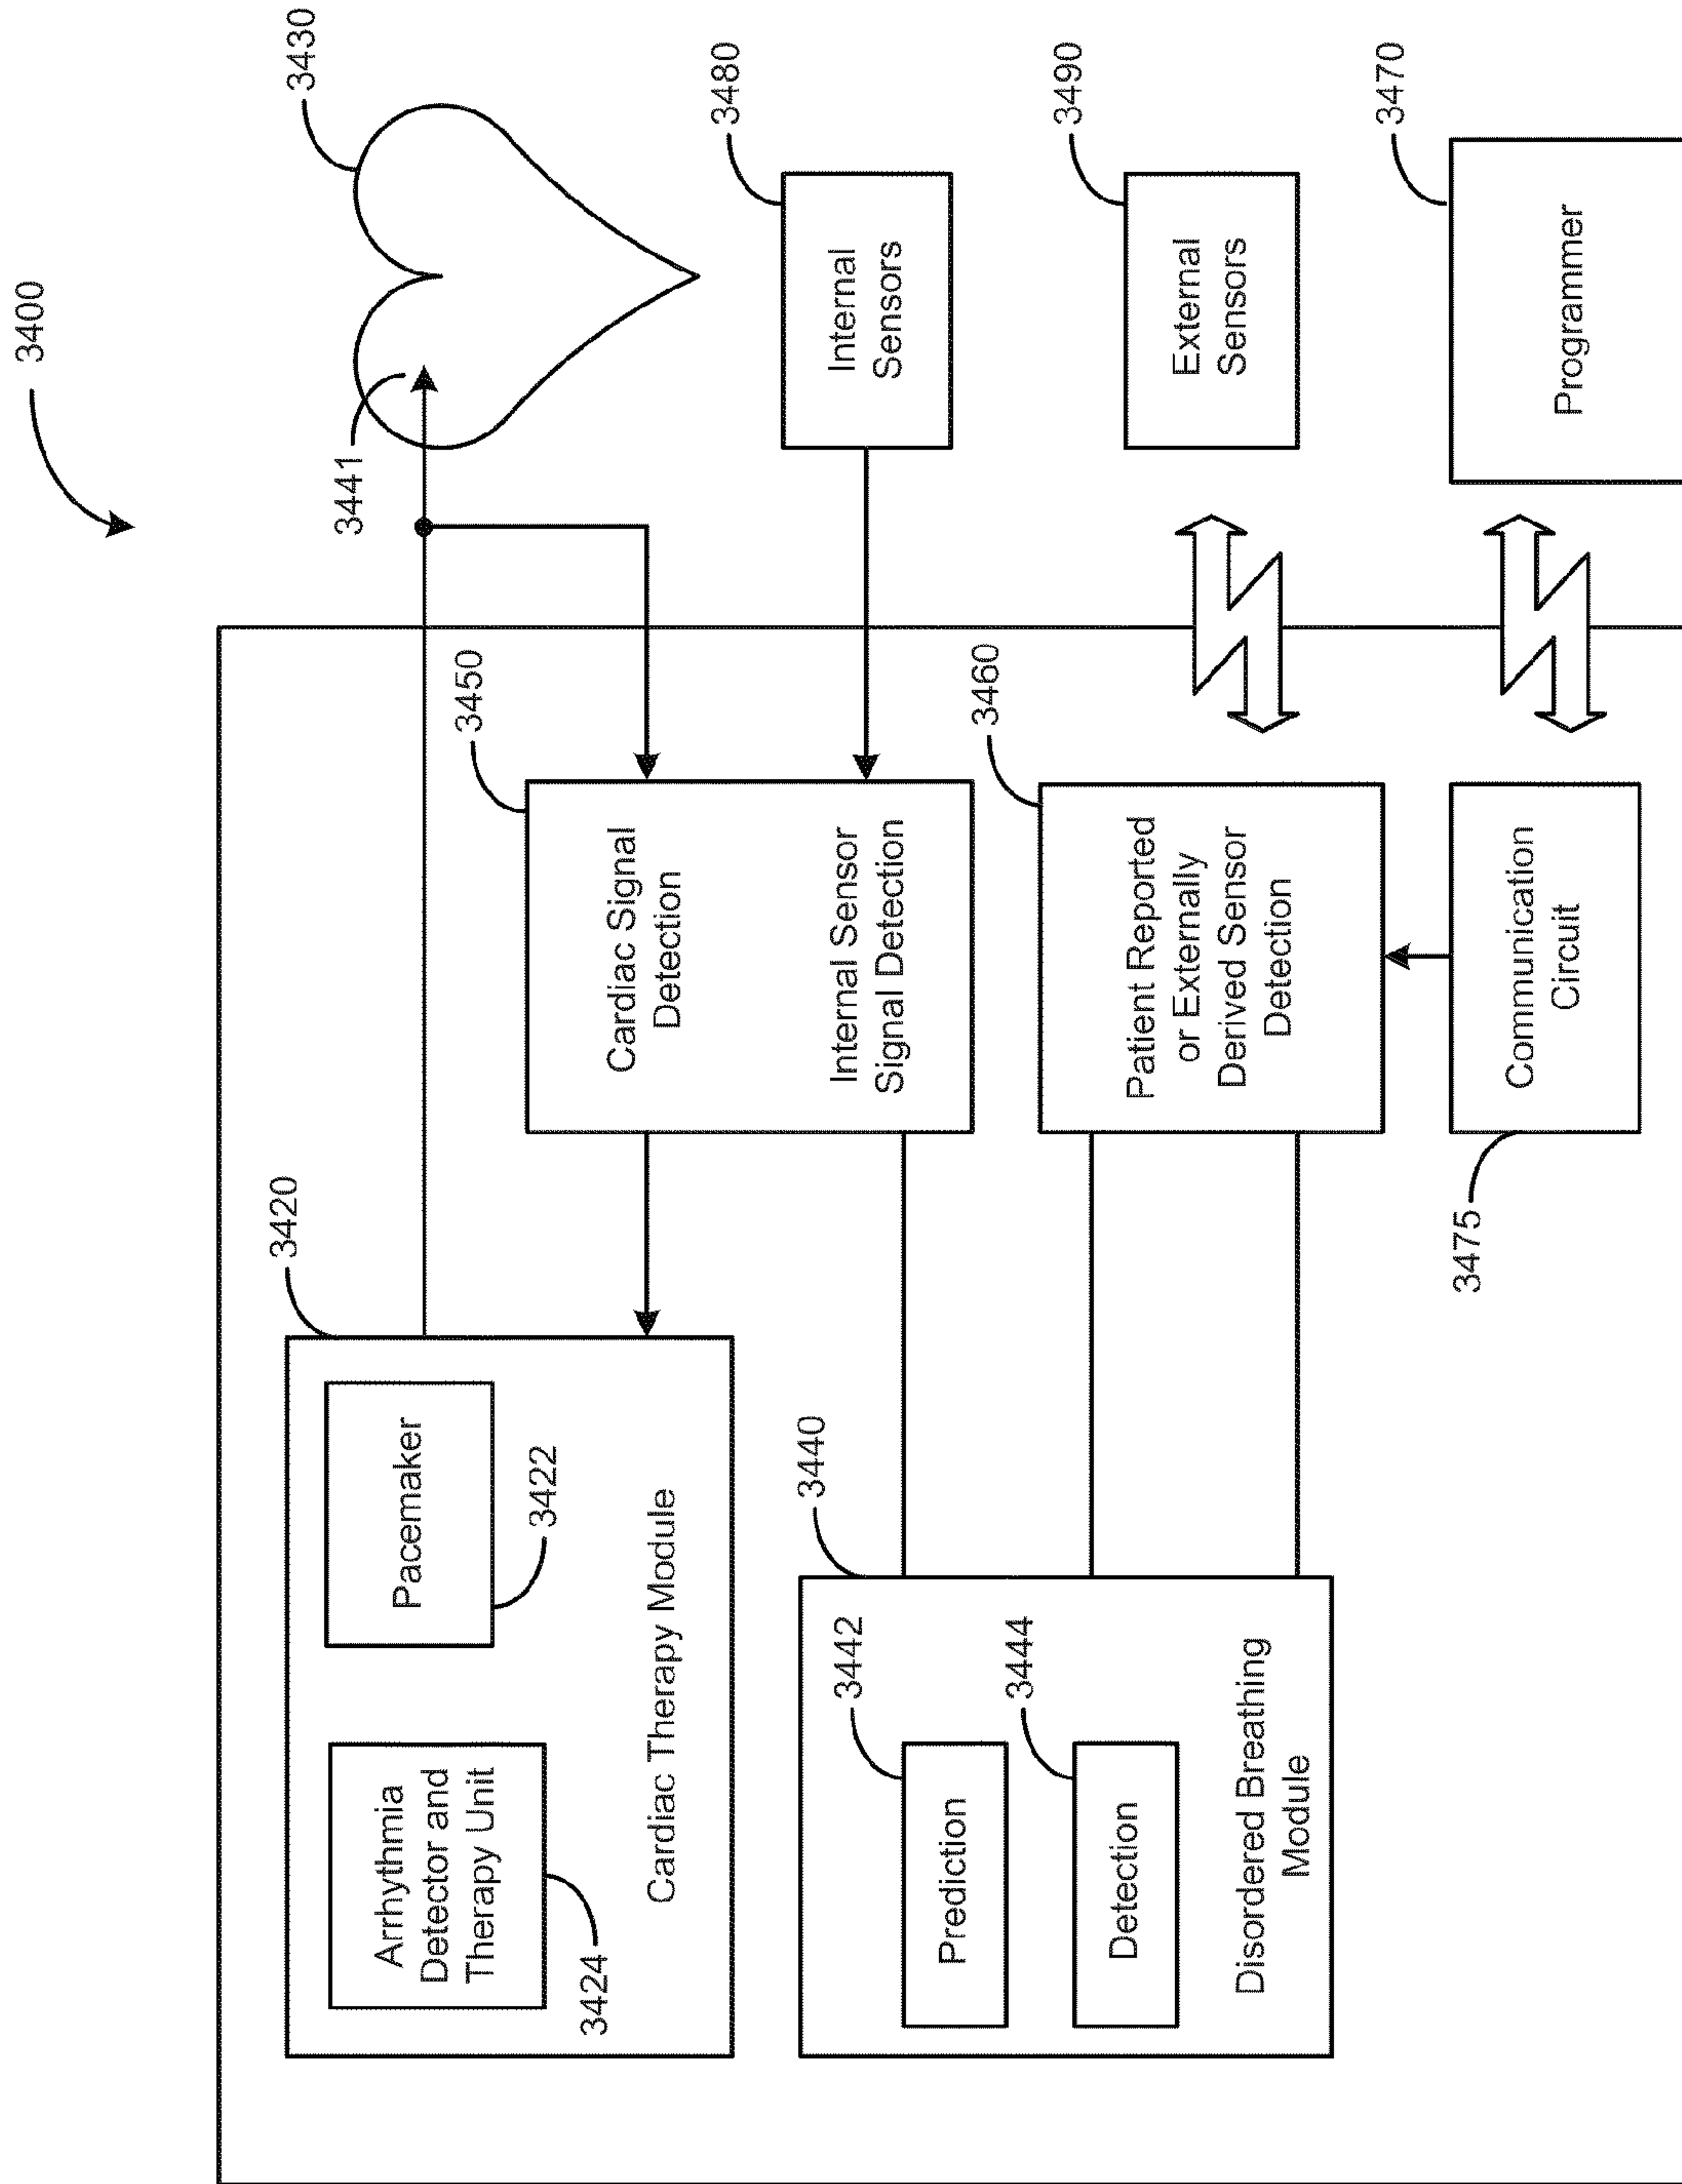 3400
3420
3430
Arrhythmia
Detector and
Therapy Unit
Pacemaker
3441
3424
3422
3450
Cardiac Therapy Module
Cardiac Signal
Detection
3480
Internal Sensor
Signal Detection
Internal
Sensors
3440
3442
Prediction
3460
3444
Detection
Patient Reported
or Externally
Derived Sensor
Detection
3490
External
Sensors
Disordered Breathing
Module
3475
Communication
Circuit
3470
Programmer